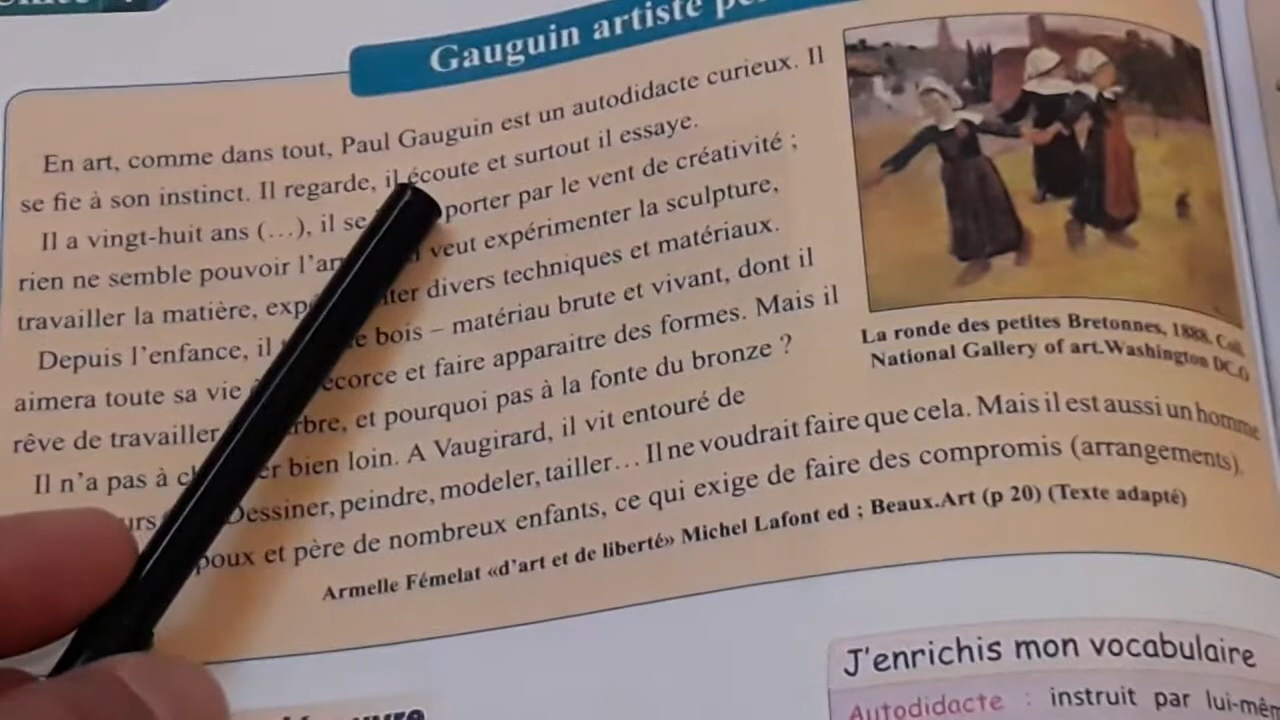 Gauguin artiste
En art, comme dans tout, Paul Gauguin est un autodidacte curieux. Il
se fie à son instinct. Il regarde, il écoute et surtout il essaye.
Il a vingt-huit ans (…), il se porter par le vent de créativité ;
rien ne semble pouvoir veut expérimenter la sculpture,
travailler la matière, divers techniques et matériaux.
Depuis l'enfance, il bois – matériau brute et vivant, dont il
aimera toute sa vie écorce et faire apparaitre des formes. Mais il
rêve de travailler et pourquoi pas à la fonte du bronze ?
Il n'a pas à bien loin. A Vaugirard, il vit entouré de
Dessiner, peindre, modeler, tailler… Il ne voudrait faire que cela. Mais il est aussi un homme
et père de nombreux enfants, ce qui exige de faire des compromis (arrangements).
Armelle Fémelat «d'art et de liberté» Michel Lafont ed ; Beaux.Art (p 20) (Texte adapté)
La ronde des petites Bretonnes, 1888, Coll.
National Gallery of art.Washington DC.
J'enrichis mon vocabulaire
Autodidacte : instruit par